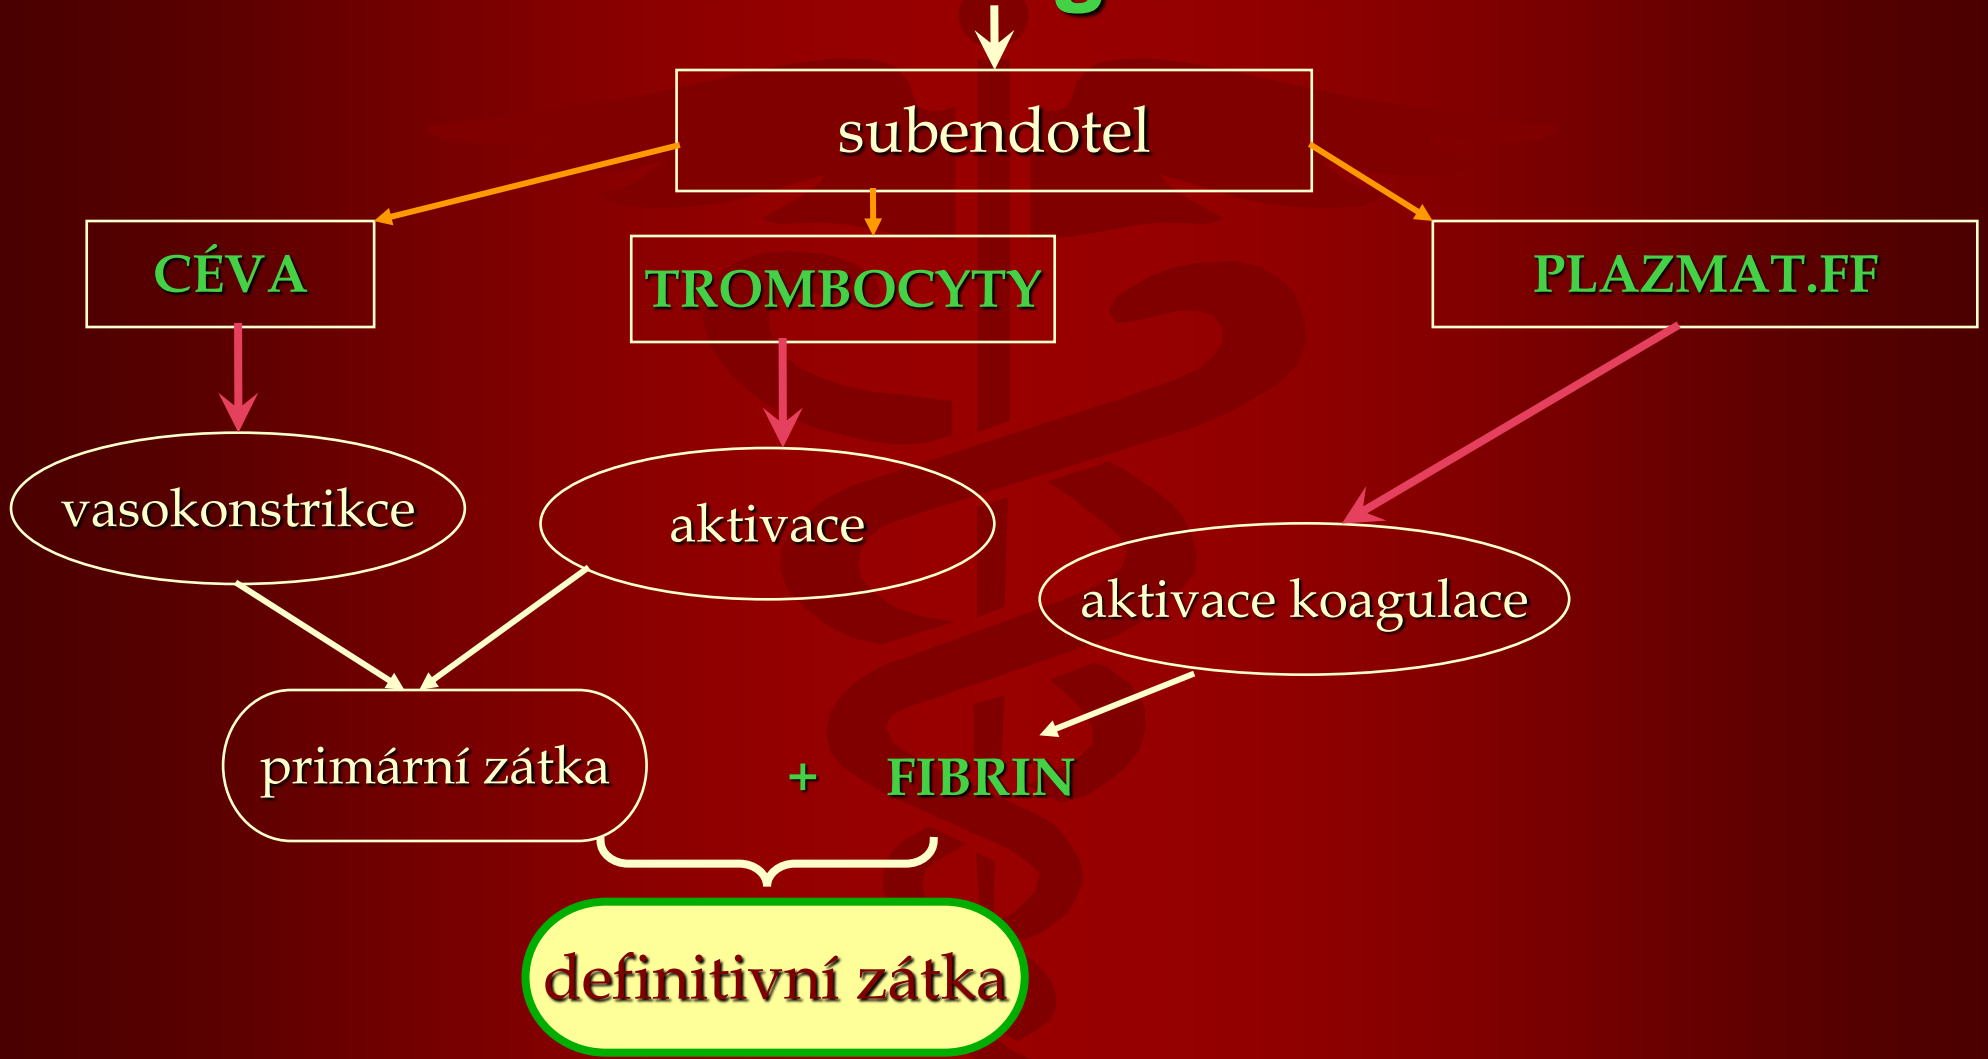 subendotel
CÉVA
TROMBOCYTY
PLAZMAT.FF
vasokonstrikce
aktivace
aktivace koagulace
primární zátka
+ FIBRIN
definitivní zátka